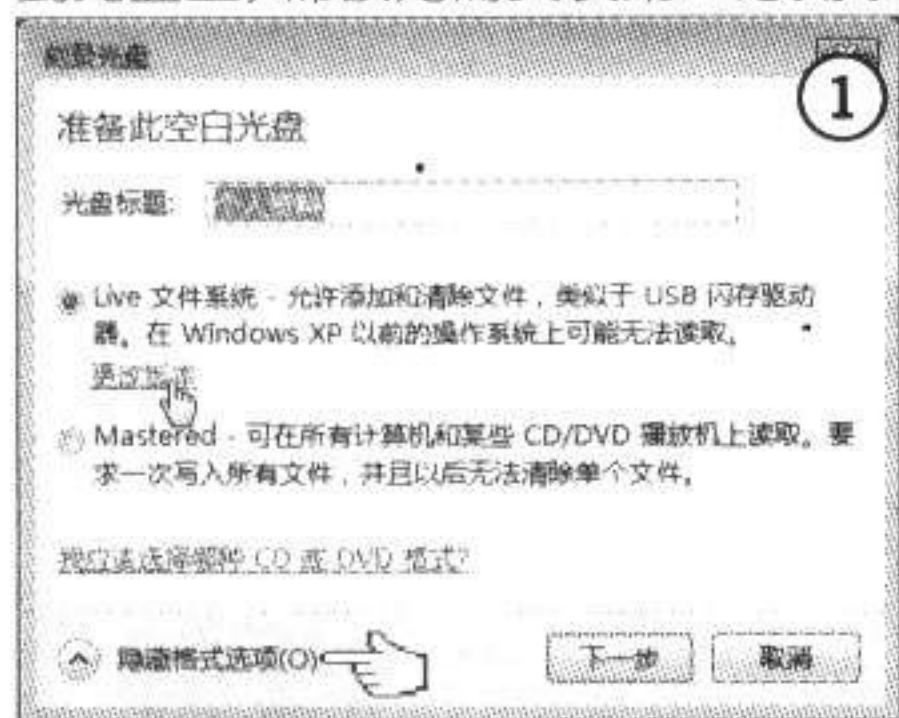 刻录光盘
1
准备此空白光盘
光盘标题:
Live 文件系统 - 允许添加和清除文件，类似于 USB 闪存驱动
器。在 Windows XP 以前的操作系统上可能无法读取。
更改版本
Mastered - 可在所有计算机和某些 CD/DVD 播放机上读取。要
求一次写入所有文件，并且以后无法清除单个文件。
我应该选择哪种 CD 或 DVD 格式?
隐藏格式选项(O)
下一步
取消